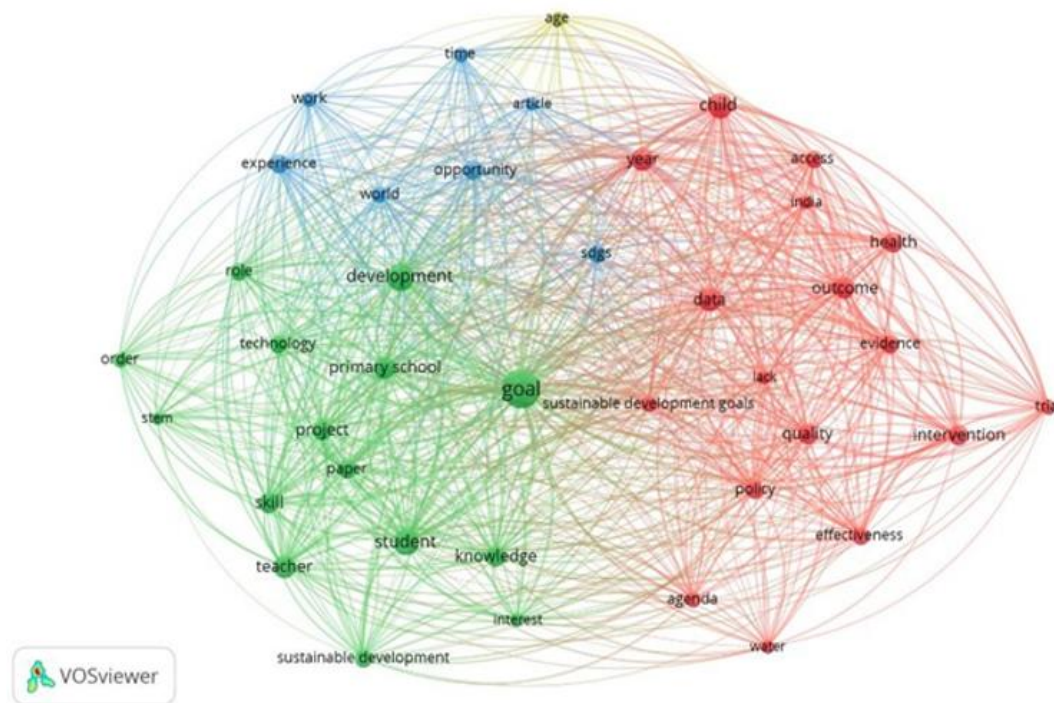 age
time
work
article
child
experience
opportunity
year
access
world
india
role
development
sdgs
health
data
outcome
order
technology
primary school
evidence
goal
lack
sustainable development goals
stem
project
quality
intervention
paper
skill
policy
student
knowledge
effectiveness
teacher
agenda
interest
sustainable development
water
VOSviewer